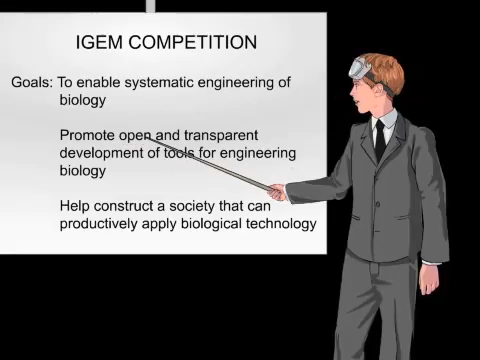 IGEM COMPETITION
Goals: To enable systematic engineering of
biology
Promote open and transparent
development of tools for engineering
biology
Help construct a society that can
productively apply biological technology